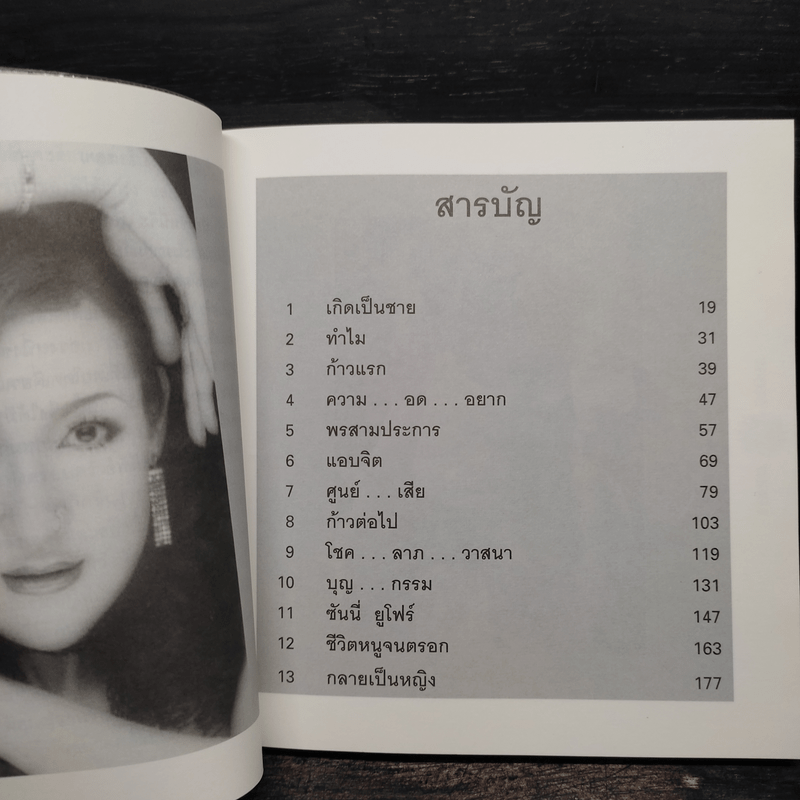 สารบัญ
1 เกิดเป็นชาย 19
2 ทำไม 31
3 ก้าวแรก 39
4 ความ . . . อด . . . อยาก 47
5 พรสามประการ 57
6 แอบจิต 69
7 ศูนย์ . . . เสีย 79
8 ก้าวต่อไป 103
9 โชค . . . ลาภ . . . วาสนา 119
10 บุญ . . . กรรม 131
11 ซันนี่ ยูโฟร์ 147
12 ชีวิตหนูจนตรอก 163
13 กลายเป็นหญิง 177